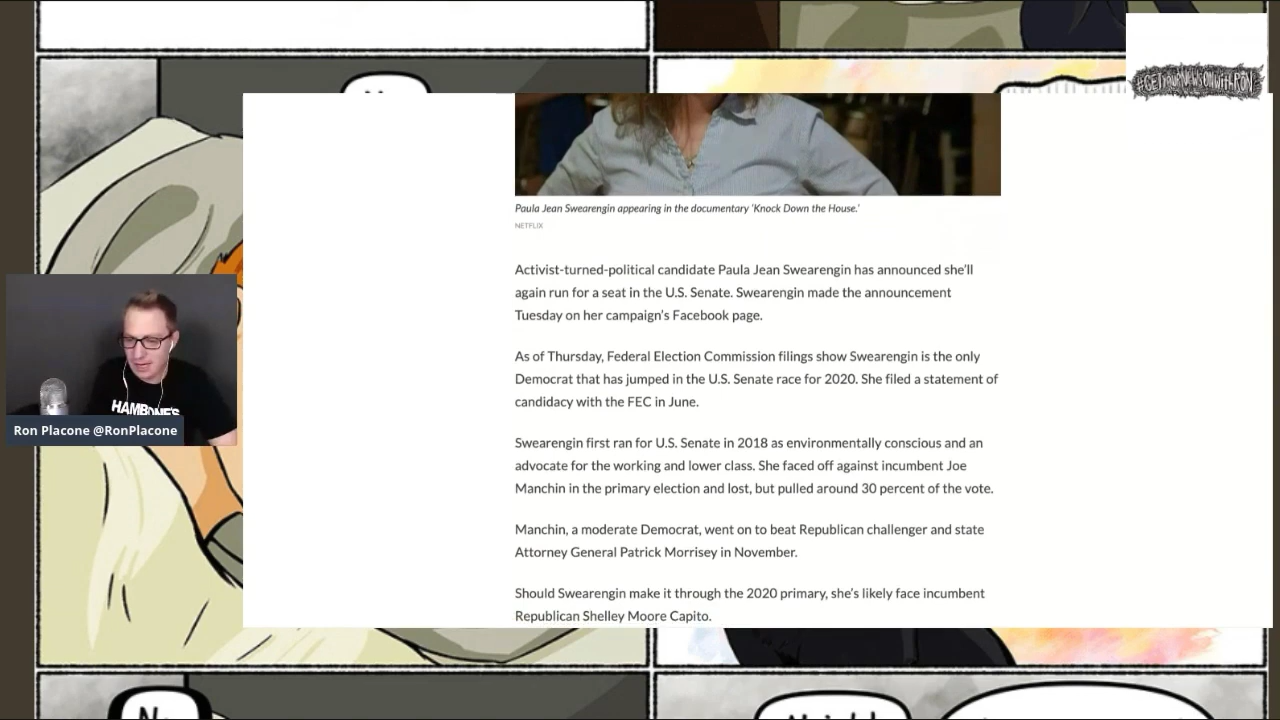 #GETYOURNEWSONWITHRON
Paula Jean Swearengin appearing in the documentary ‘Knock Down the House.’
NETFLIX
Activist-turned-political candidate Paula Jean Swearengin has announced she’ll
again run for a seat in the U.S. Senate. Swearengin made the announcement
Tuesday on her campaign’s Facebook page.
As of Thursday, Federal Election Commission filings show Swearengin is the only
Democrat that has jumped in the U.S. Senate race for 2020. She filed a statement of
candidacy with the FEC in June.
Swearengin first ran for U.S. Senate in 2018 as environmentally conscious and an
advocate for the working and lower class. She faced off against incumbent Joe
Manchin in the primary election and lost, but pulled around 30 percent of the vote.
Manchin, a moderate Democrat, went on to beat Republican challenger and state
Attorney General Patrick Morrisey in November.
Should Swearengin make it through the 2020 primary, she’s likely face incumbent
Republican Shelley Moore Capito.
HAMBONE'S
Ron Placone @RonPlacone